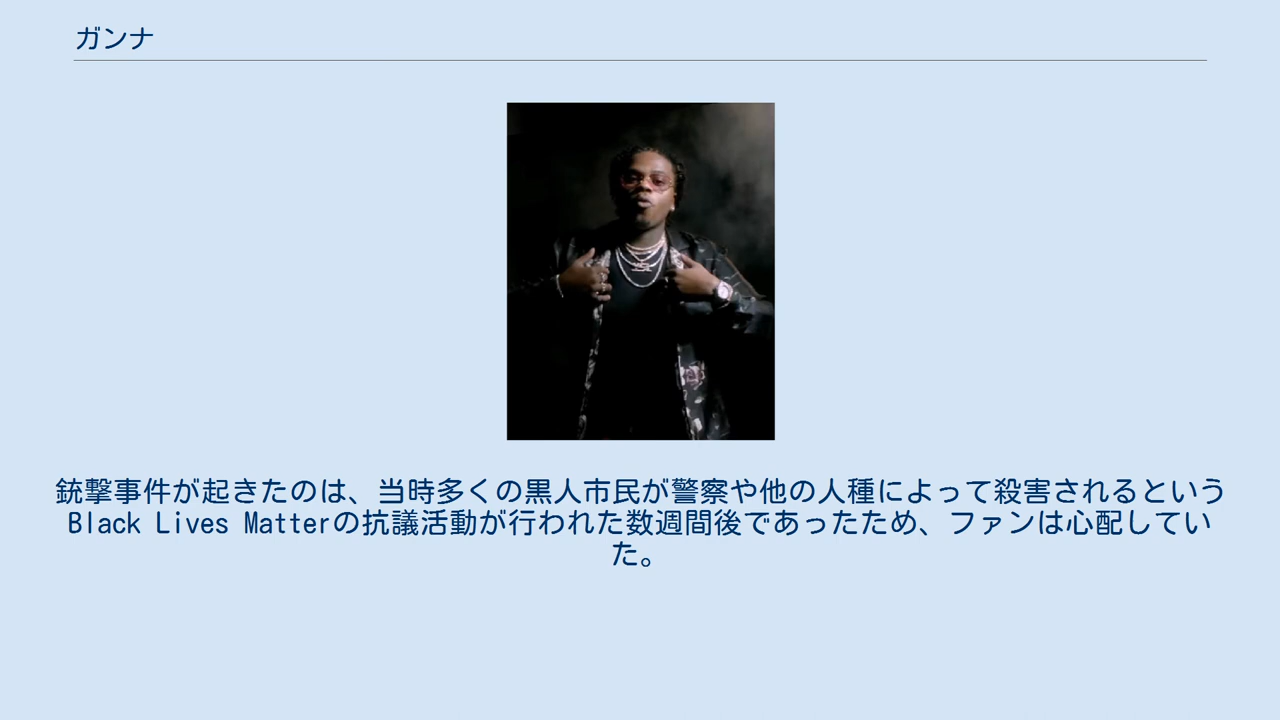 ガンナ
銃撃事件が起きたのは、当時多くの黒人市民が警察や他の人種によって殺害されるという
Black Lives Matterの抗議活動が行われた数週間後であったため、ファンは心配してい
た。